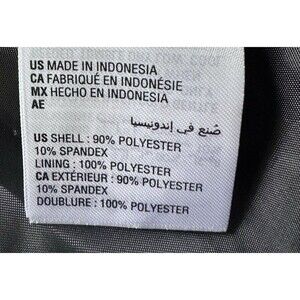 US MADE IN INDONESIA
CA FABRIQUÉ EN INDONÉSIE
MX HECHO EN INDONESIA
AE
صنع في إندونيسيا
US SHELL : 90% POLYESTER
10% SPANDEX
LINING : 100% POLYESTER
CA EXTÉRIEUR : 90% POLYESTER
10% SPANDEX
DOUBLURE : 100% POLYESTER